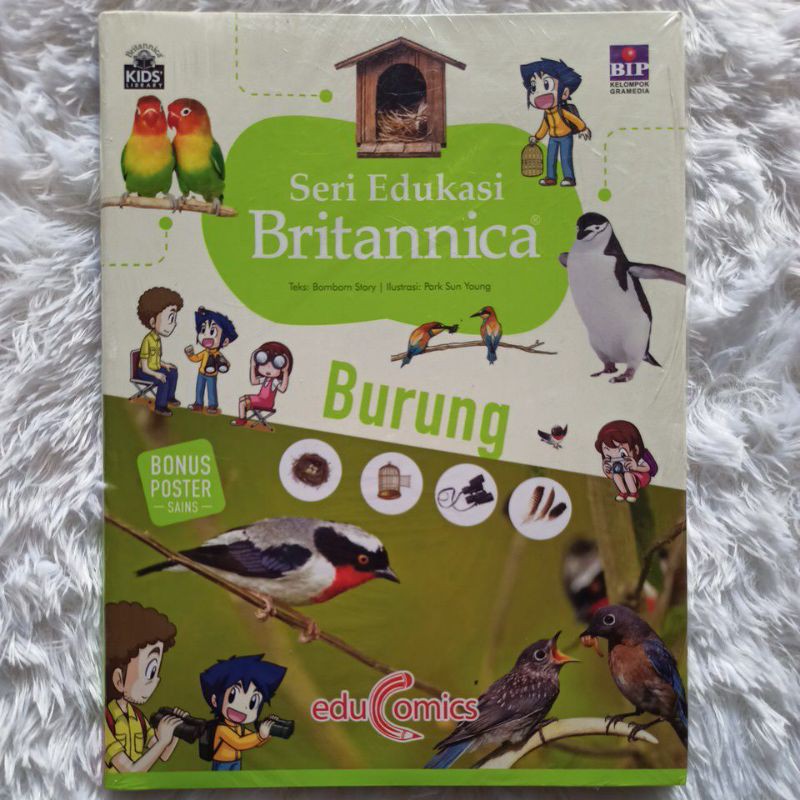 Britannica
KIDS'
LIBRARY
BIP
KELOMPOK
GRAMEDIA
Seri Edukasi
Britannica®
Teks: Bomborn Story | Ilustrasi: Park Sun Young
Burung
BONUS
POSTER
SAINS
eduComics